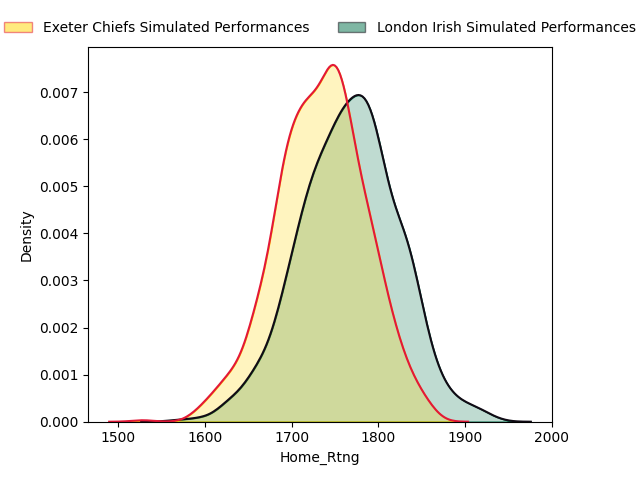 Exeter Chiefs Simulated Performances London Irish Simulated Performances
0.007
0.006
0.005
0.004
0.003
0.002
0.001
0.000
Density
1500 1600 1700 1800 1900 2000
Home_Rtng